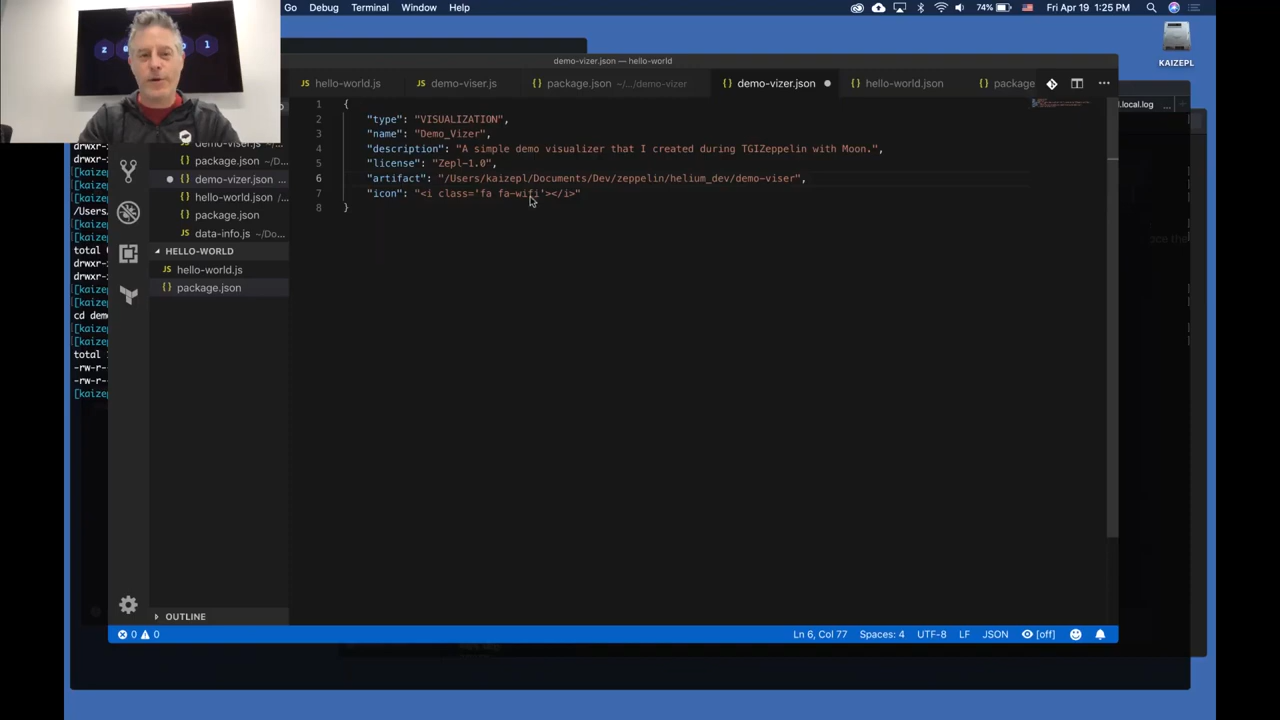 Go Debug Terminal Window Help 74% Fri Apr 19 1:25 PM
z e p l
KAIZEPL
demo-vizer.json — hello-world
hello-world.js demo-viser.js package.json ~/.../demo-vizer demo-vizer.json hello-world.json package
l.local.log ...
1 {
2 "type": "VISUALIZATION",
3 "name": "Demo_Vizer",
4 "description": "A simple demo visualizer that I created during TGIZeppelin with Moon.",
5 "license": "Zepl-1.0",
6 "artifact": "/Users/kaizepl/Documents/Dev/zeppelin/helium_dev/demo-viser",
7 "icon": "<i class='fa fa-wifi'></i>"
8 }
demo-viser.js
package.json ~/D...
demo-vizer.json
hello-world.json /...
package.json
data-info.js ~/Do...
HELLO-WORLD
JS hello-world.js
{} package.json
OUTLINE
drwxr-
drwxr-
drwxr-
/Users
[kaize
[kaize
total
drwxr-
drwxr-
[kaize
[kaize
cd dem
[kaize
[kaize
total
-rw-r-
-rw-r-
[kaize
ace the
0 0 Ln 6, Col 77 Spaces: 4 UTF-8 LF JSON [off]